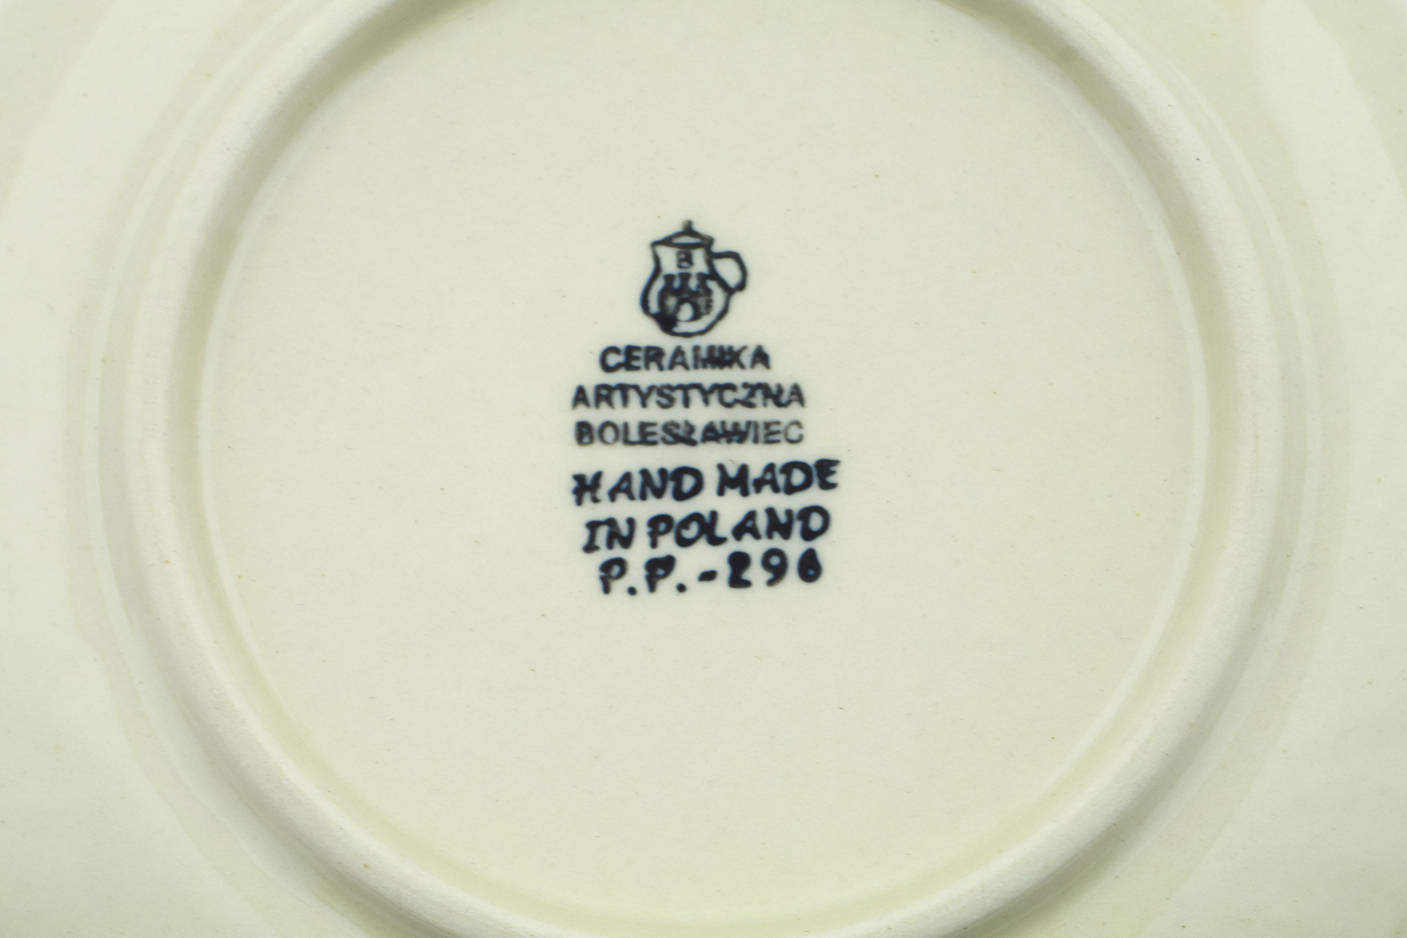 B
CERAMIKA
ARTYSTYCZNA
BOLESŁAWIEC
HAND MADE
IN POLAND
P.P.-296